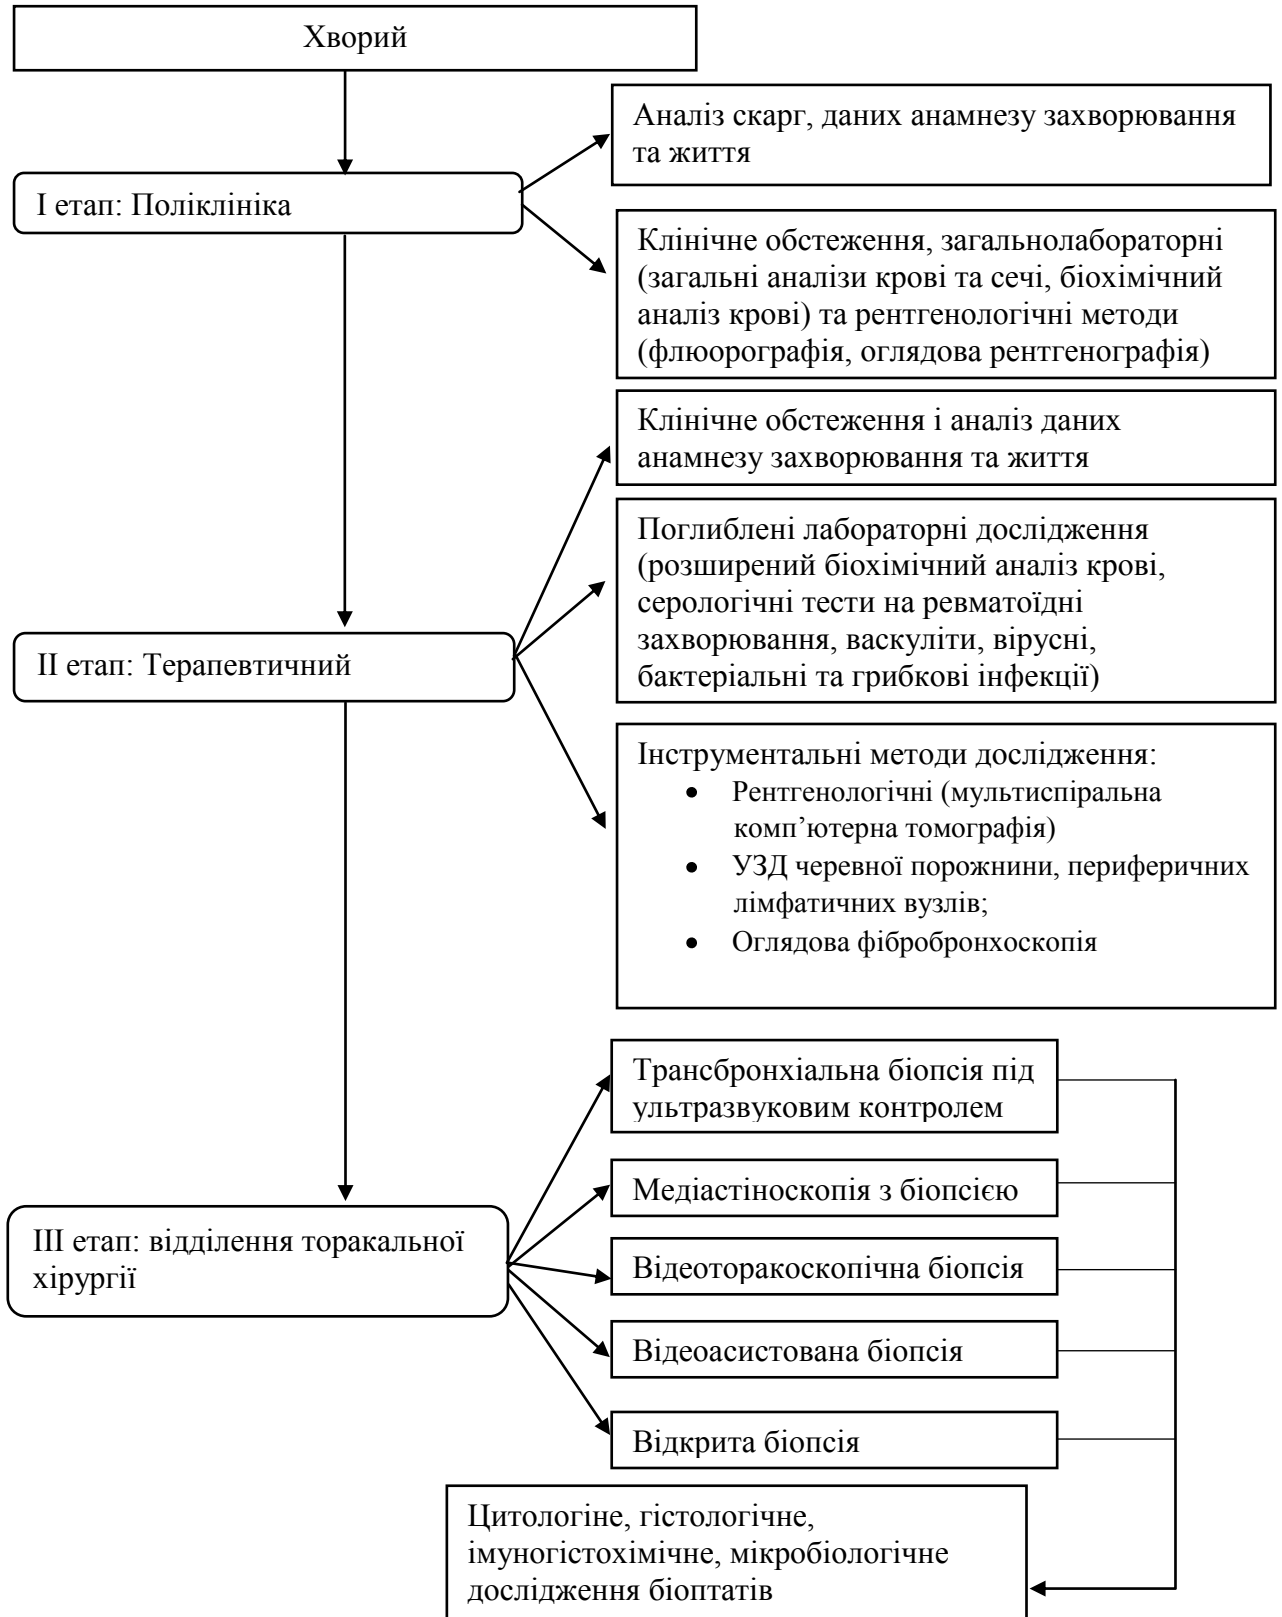 Хворий
Аналіз скарг, даних анамнезу захворювання
та життя
І етап: Поліклініка
Клінічне обстеження, загальнолабораторні
(загальні аналізи крові та сечі, біохімічний
аналіз крові) та рентгенологічні методи
(флюорографія, оглядова рентгенографія)
Клінічне обстеження і аналіз даних
анамнезу захворювання та життя
Поглиблені лабораторні дослідження
(розширений біохімічний аналіз крові,
серологічні тести на ревматоїдні
захворювання, васкуліти, вірусні,
бактеріальні та грибкові інфекції)
ІІ етап: Терапевтичний
Інструментальні методи дослідження:
• Рентгенологічні (мультиспіральна
комп’ютерна томографія)
• УЗД черевної порожнини, периферичних
лімфатичних вузлів;
• Оглядова фібробронхоскопія
Трансбронхіальна біопсія під
ультразвуковим контролем
Медіастіноскопія з біопсією
ІІІ етап: відділення торакальної
хірургії
Відеоторакоскопічна біопсія
Відеоасистована біопсія
Відкрита біопсія
Цитологіне, гістологічне,
імуногістохімічне, мікробіологічне
дослідження біоптатів